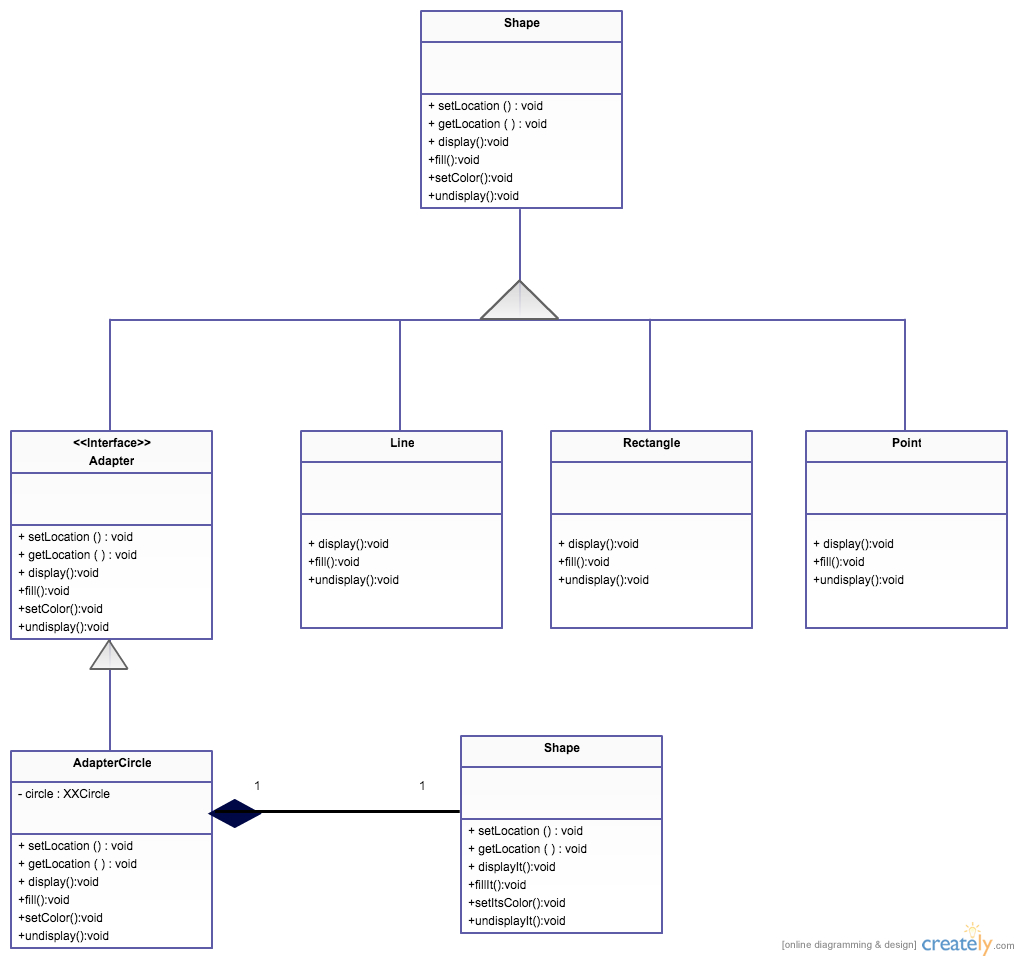 Shape
+ setLocation () : void
+ getLocation ( ) : void
+ display():void
+fill():void
+setColor():void
+undisplay():void
<<Interface>>
Adapter
+ setLocation () : void
+ getLocation ( ) : void
+ display():void
+fill():void
+setColor():void
+undisplay():void
Line
+ display():void
+fill():void
+undisplay():void
Rectangle
+ display():void
+fill():void
+undisplay():void
Point
+ display():void
+fill():void
+undisplay():void
AdapterCircle
- circle : XXCircle
+ setLocation () : void
+ getLocation ( ) : void
+ display():void
+fill():void
+setColor():void
+undisplay():void
1
1
Shape
+ setLocation () : void
+ getLocation ( ) : void
+ displayIt():void
+fillIt():void
+setItsColor():void
+undisplayIt():void
[online diagramming & design] creately.com